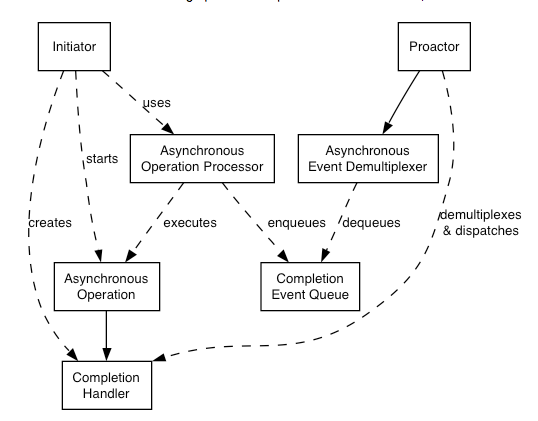 Initiator
Proactor
uses
Asynchronous
Operation Processor
Asynchronous
Event Demultiplexer
starts
creates
executes
enqueues
dequeues
demultiplexes
& dispatches
Asynchronous
Operation
Completion
Event Queue
Completion
Handler